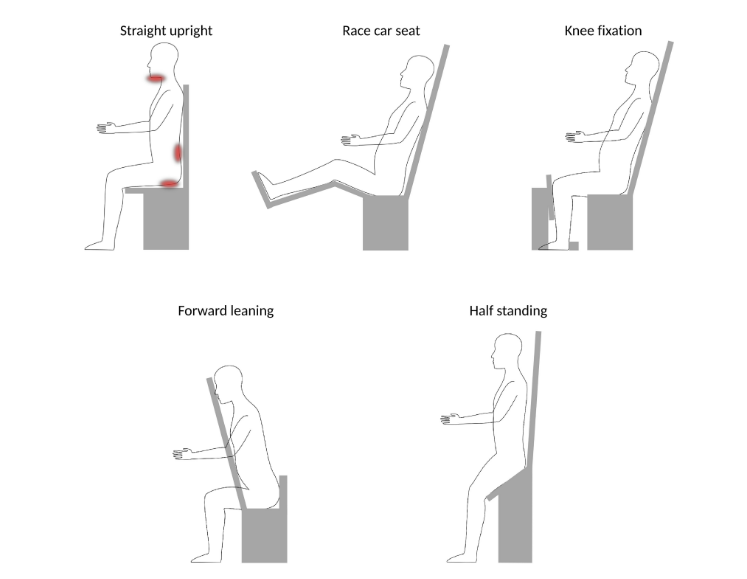 Straight upright
Race car seat
Knee fixation
Forward leaning
Half standing